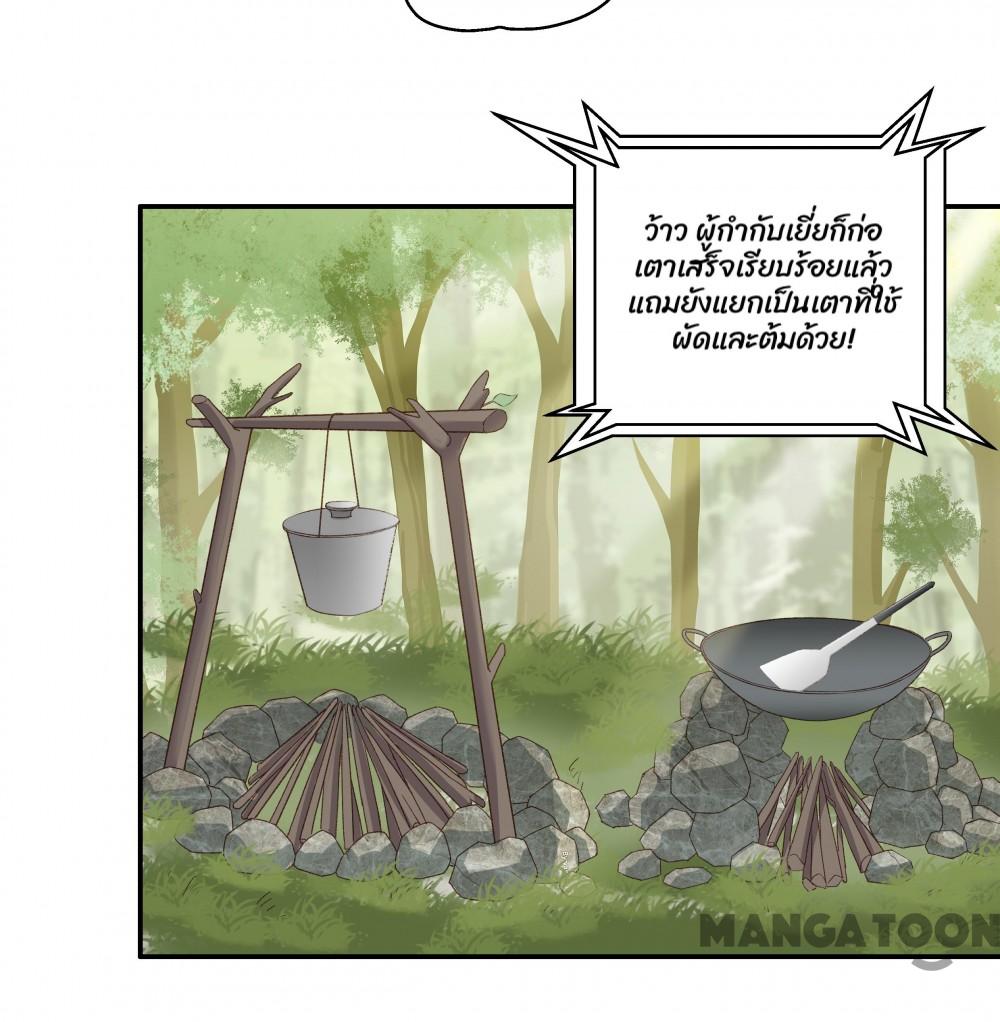 ว้าว ผู้กำกับเยี่ยก็ก่อ
เตาเสร็จเรียบร้อยแล้ว
แถมยังแยกเป็นเตาที่ใช้
ผัดและต้มด้วย!
MANGATOON